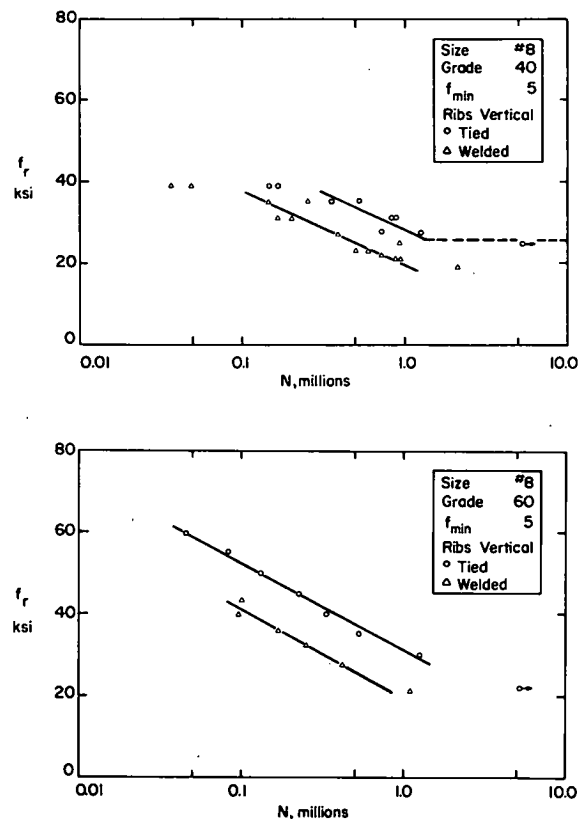 80
60
40
20
0
f_r
ksi
Size #8
Grade 40
f_min 5
Ribs Vertical
o Tied
△ Welded
0.01 0.1 1.0 10.0
N, millions
80
60
40
20
0
f_r
ksi
Size #8
Grade 60
f_min 5
Ribs Vertical
o Tied
△ Welded
0.01 0.1 1.0 10.0
N, millions